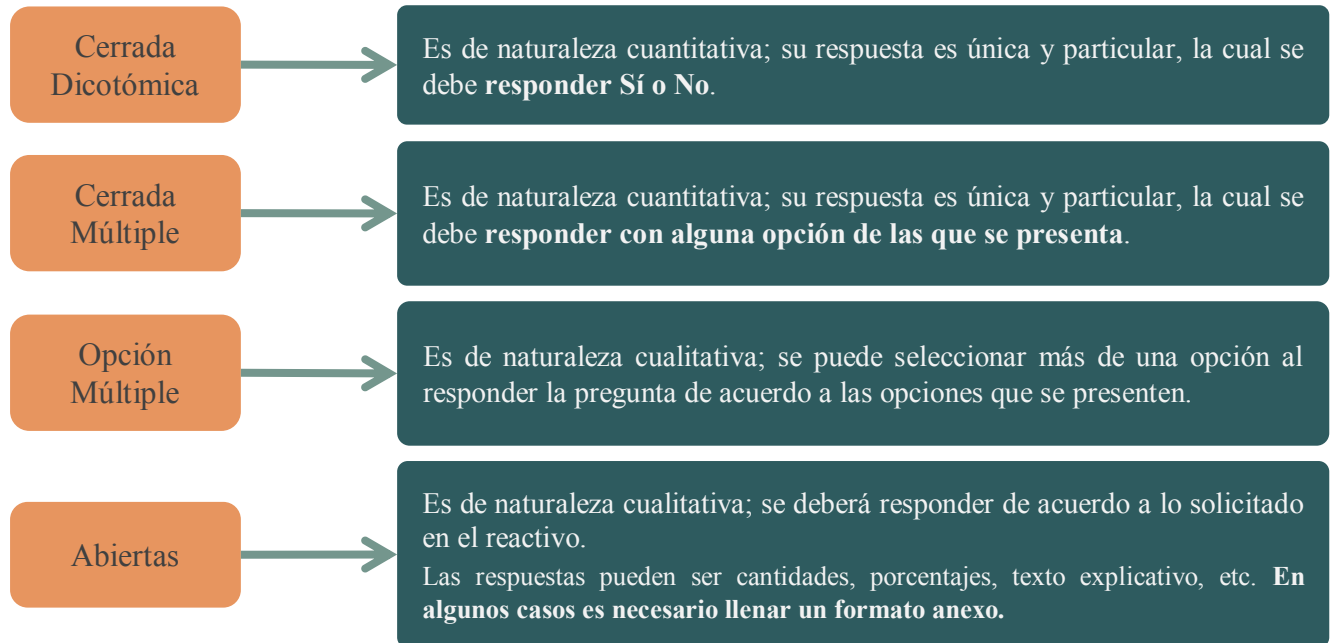 Cerrada
Dicotómica
Es de naturaleza cuantitativa; su respuesta es única y particular, la cual se
debe responder Sí o No.
Cerrada
Múltiple
Es de naturaleza cuantitativa; su respuesta es única y particular, la cual se
debe responder con alguna opción de las que se presenta.
Opción
Múltiple
Es de naturaleza cualitativa; se puede seleccionar más de una opción al
responder la pregunta de acuerdo a las opciones que se presenten.
Abiertas
Es de naturaleza cualitativa; se deberá responder de acuerdo a lo solicitado
en el reactivo.
Las respuestas pueden ser cantidades, porcentajes, texto explicativo, etc. En
algunos casos es necesario llenar un formato anexo.